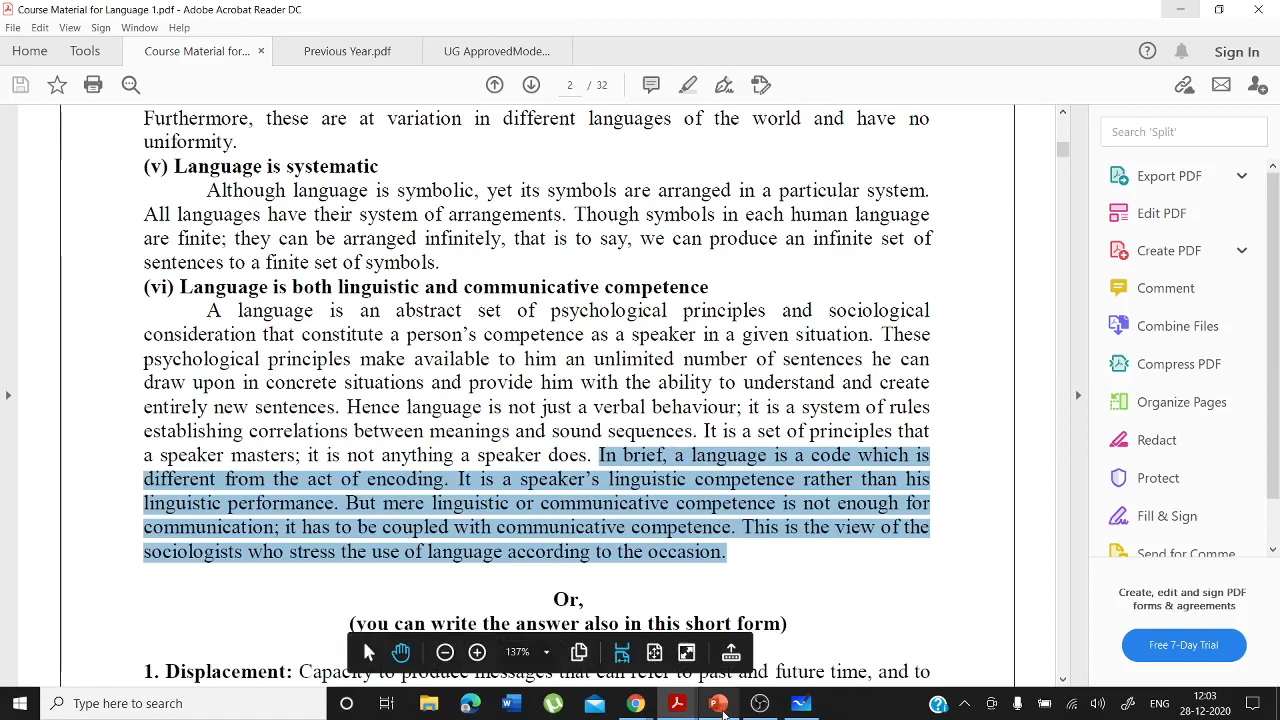 Course Material for Language 1.pdf - Adobe Acrobat Reader DC
File Edit View Sign Window Help
Home Tools Course Material for... × Previous Year.pdf UG ApprovedMode... Sign In
2 / 32
Furthermore, these are at variation in different languages of the world and have no
uniformity.
(v) Language is systematic
Although language is symbolic, yet its symbols are arranged in a particular system.
All languages have their system of arrangements. Though symbols in each human language
are finite; they can be arranged infinitely, that is to say, we can produce an infinite set of
sentences to a finite set of symbols.
(vi) Language is both linguistic and communicative competence
A language is an abstract set of psychological principles and sociological
consideration that constitute a person's competence as a speaker in a given situation. These
psychological principles make available to him an unlimited number of sentences he can
draw upon in concrete situations and provide him with the ability to understand and create
entirely new sentences. Hence language is not just a verbal behaviour; it is a system of rules
establishing correlations between meanings and sound sequences. It is a set of principles that
a speaker masters; it is not anything a speaker does. In brief, a language is a code which is
different from the act of encoding. It is a speaker's linguistic competence rather than his
linguistic performance. But mere linguistic or communicative competence is not enough for
communication; it has to be coupled with communicative competence. This is the view of the
sociologists who stress the use of language according to the occasion.
Or,
(you can write the answer also in this short form)
1. Displacement: Capacity to produce messages that can refer to past and future time, and to
137%
Search 'Split'
Export PDF
Edit PDF
Create PDF
Comment
Combine Files
Compress PDF
Organize Pages
Redact
Protect
Fill & Sign
Send for Comme
Create, edit and sign PDF
forms & agreements
Free 7-Day Trial
Type here to search
ENG
12:03
28-12-2020